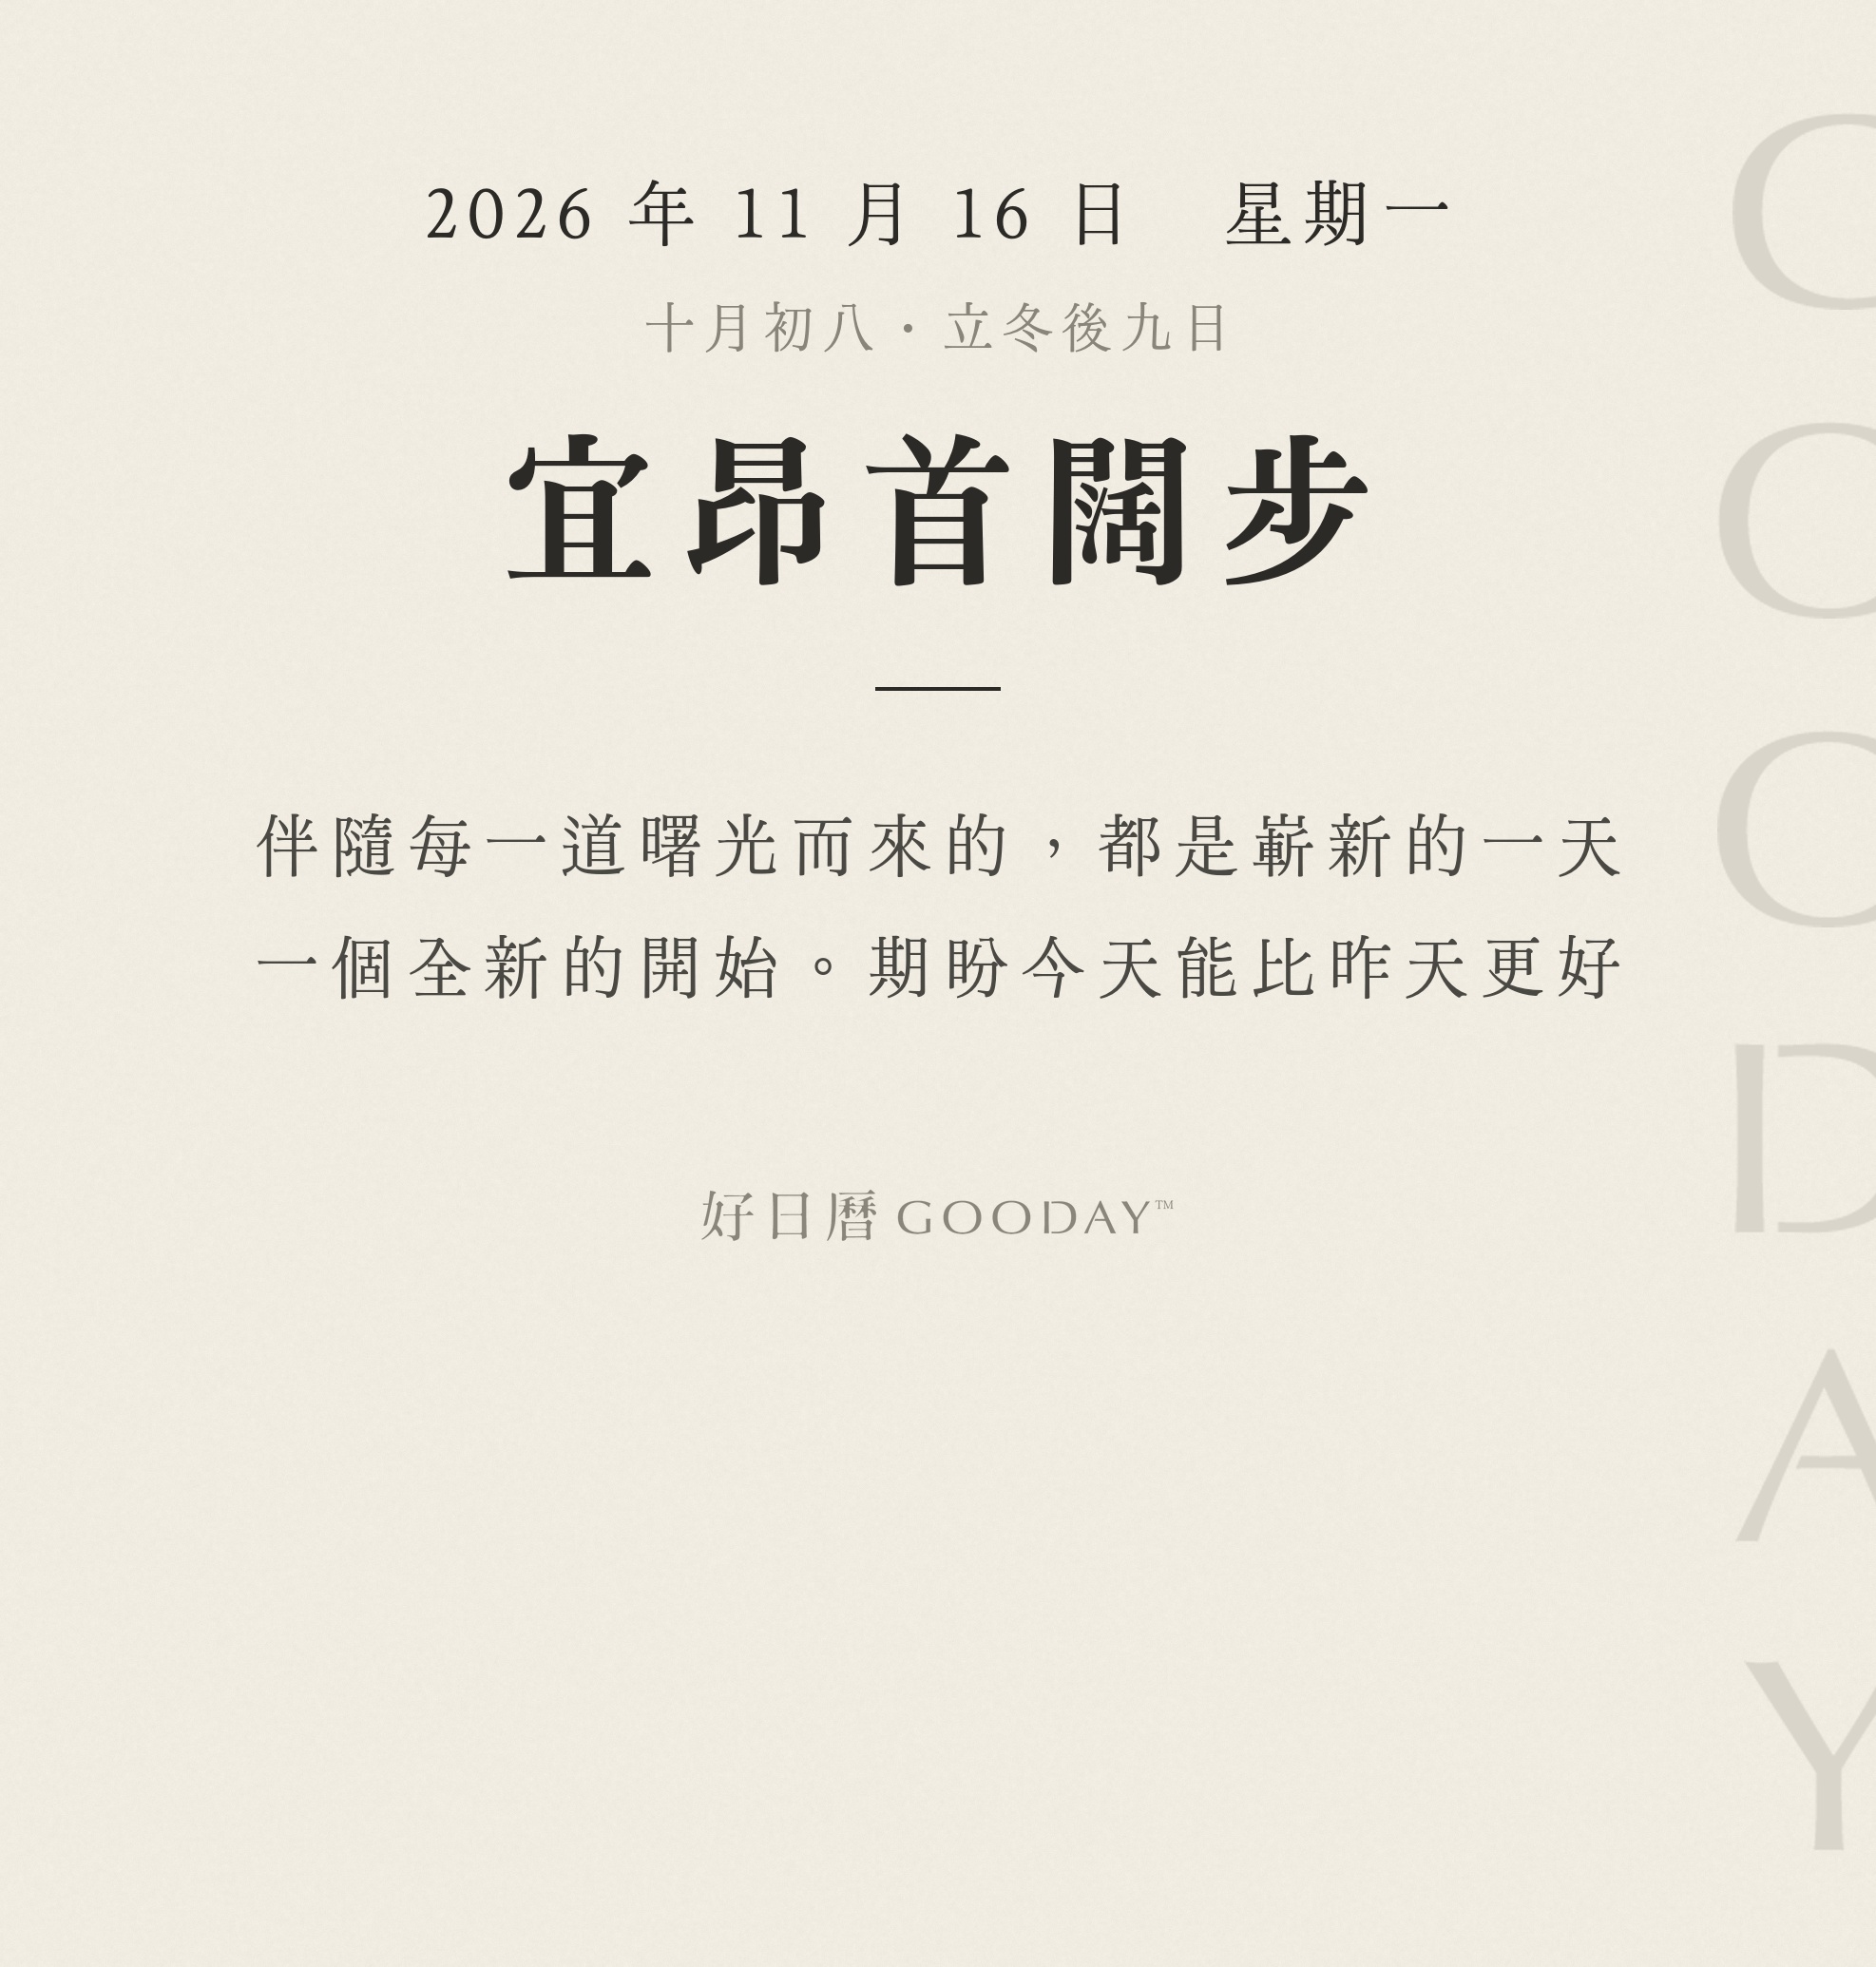 2026 年 11 月 16 日　星期一
十月初八・立冬後九日
宜昂首闊步
伴隨每一道曙光而來的，都是嶄新的一天
一個全新的開始。期盼今天能比昨天更好
好日曆 GOODAY™
GOODAY